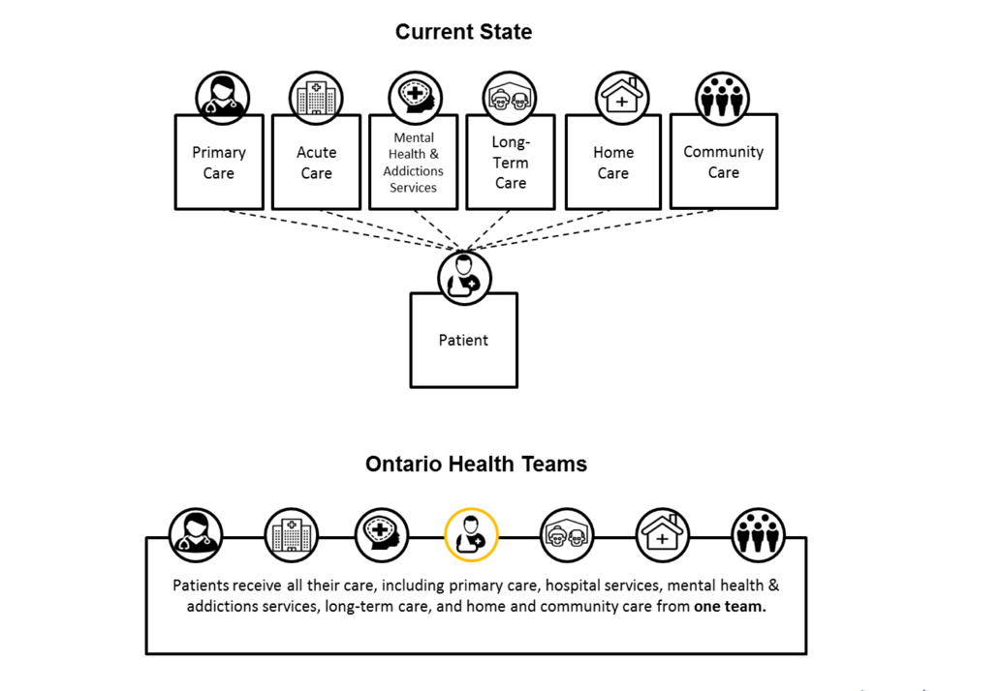 Current State
Primary
Care
Acute
Care
Mental
Health &
Addictions
Services
Long-
Term
Care
Home
Care
Community
Care
Patient
Ontario Health Teams
Patients receive all their care, including primary care, hospital services, mental health &
addictions services, long-term care, and home and community care from one team.